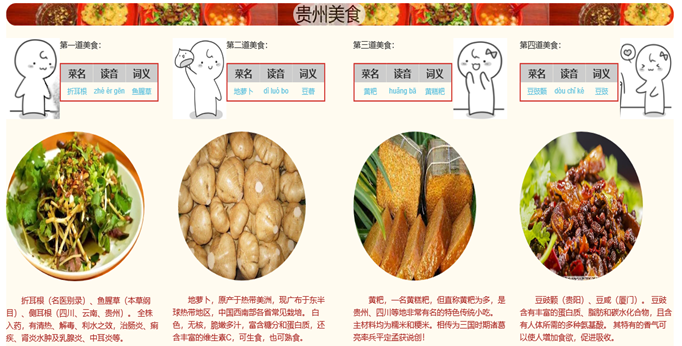 贵州美食
第一道美食：
菜名 读音 词义
折耳根 zhé ěr gēn 鱼腥草
第二道美食：
菜名 读音 词义
地萝卜 dì luó bo 豆薯
第三道美食：
菜名 读音 词义
黄粑 huáng bā 黄糕粑
第四道美食：
菜名 读音 词义
豆豉颗 dòu chǐ kē 豆豉
折耳根（名医别录）、鱼腥草（本草纲
目）、侧耳根（四川、云南、贵州）。 全株
入药，有清热、解毒、利水之效，治肠炎、痢
疾、肾炎水肿及乳腺炎、中耳炎等。
地萝卜，原产于热带美洲，现广布于东半
球热带地区，中国西南部各省常见栽培。 白
色，无核，脆嫩多汁，富含糖分和蛋白质，还
含丰富的维生素C，可生食，也可熟食。
黄粑，一名黄糕粑，但直称黄粑为多，是
贵州、四川等地非常有名的特色传统小吃。
主材料均为糯米和粳米。相传为三国时期诸葛
亮率兵平定孟获说创！
豆豉颗（贵阳）、豆咸（厦门）。 豆豉
含有丰富的蛋白质、脂肪和碳水化合物，且含
有人体所需的多种氨基酸。 其特有的香气可
以使人增加食欲，促进吸收。